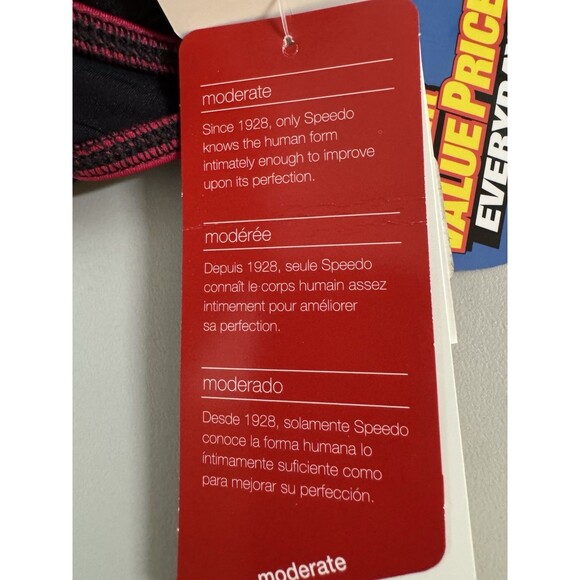 moderate
Since 1928, only Speedo
knows the human form
intimately enough to improve
upon its perfection.
modérée
Depuis 1928, seule Speedo
connaît le corps humain assez
intimement pour améliorer
sa perfection.
moderado
Desde 1928, solamente Speedo
conoce la forma humana lo
íntimamente suficiente como
para mejorar su perfección.
moderate
VALUE PRICE
EVERYDA